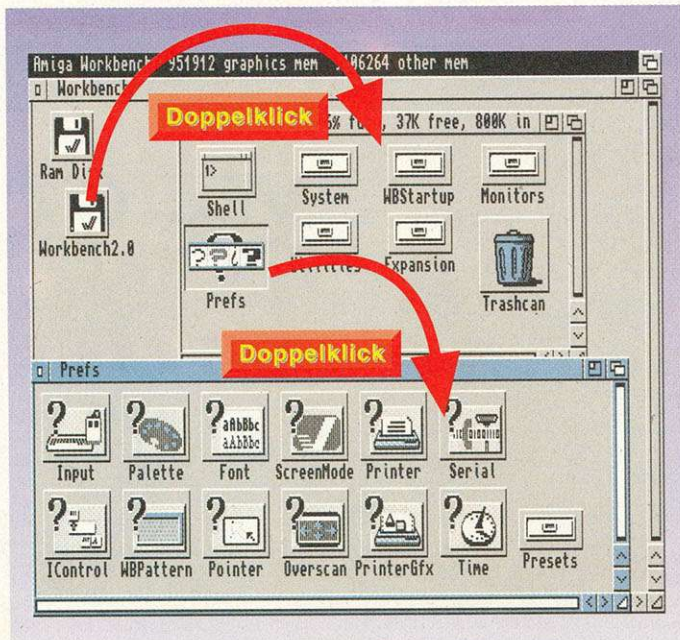 Amiga Workbench 951912 graphics mem 106264 other mem
Workbench
Doppelklick
% full, 37K free, 800K in
Ram Disk
1>
Shell
System
WBStartup
Monitors
Workbench2.0
Prefs
Utilities
Expansion
Trashcan
Doppelklick
Prefs
Input
Palette
Font
ScreenMode
Printer
Serial
IControl
WBPattern
Pointer
Overscan
PrinterGfx
Time
Presets